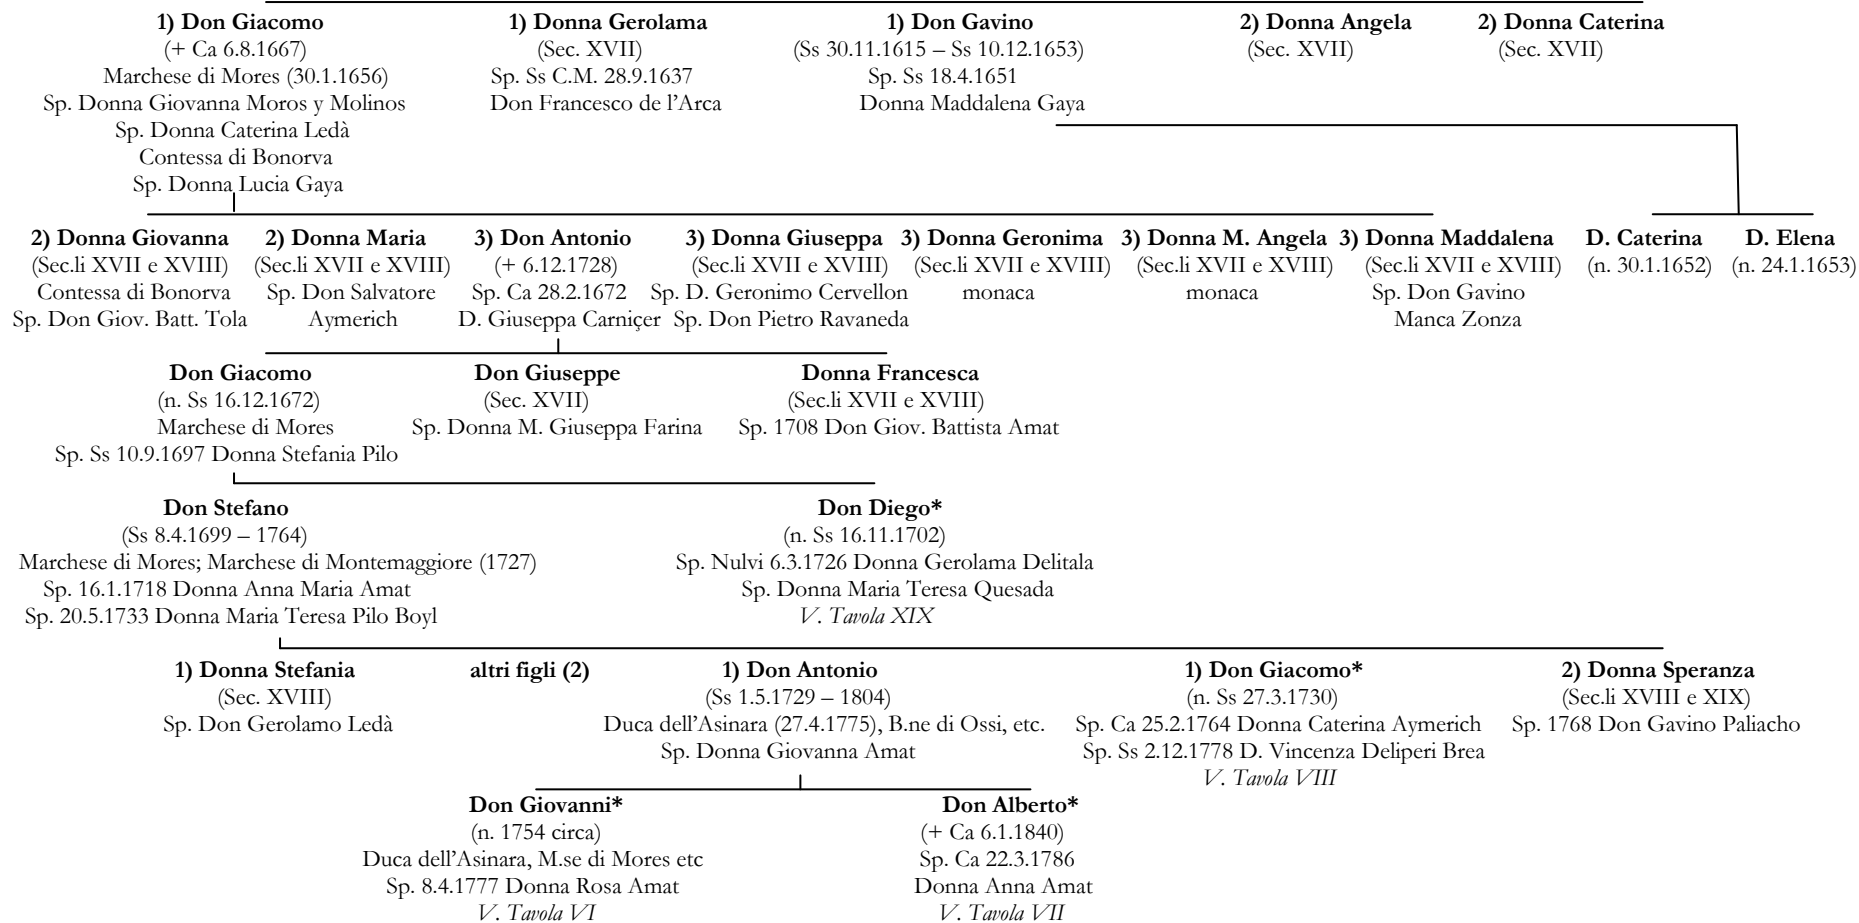 1) Don Giacomo
(+ Ca 6.8.1667)
Marchese di Mores (30.1.1656)
Sp. Donna Giovanna Moros y Molinos
Sp. Donna Caterina Ledà
Contessa di Bonorva
Sp. Donna Lucia Gaya
1) Donna Gerolama
(Sec. XVII)
Sp. Ss C.M. 28.9.1637
Don Francesco de l'Arca
1) Don Gavino
(Ss 30.11.1615 – Ss 10.12.1653)
Sp. Ss 18.4.1651
Donna Maddalena Gaya
2) Donna Angela
(Sec. XVII)
2) Donna Caterina
(Sec. XVII)
2) Donna Giovanna
(Sec.li XVII e XVIII)
Contessa di Bonorva
Sp. Don Giov. Batt. Tola
2) Donna Maria
(Sec.li XVII e XVIII)
Sp. Don Salvatore
Aymerich
3) Don Antonio
(+ 6.12.1728)
Sp. Ca 28.2.1672
D. Giuseppa Carniçer
3) Donna Giuseppa
(Sec.li XVII e XVIII)
Sp. D. Geronimo Cervellon
Sp. Don Pietro Ravaneda
3) Donna Geronima
(Sec.li XVII e XVIII)
monaca
3) Donna M. Angela
(Sec.li XVII e XVIII)
monaca
3) Donna Maddalena
(Sec.li XVII e XVIII)
Sp. Don Gavino
Manca Zonza
D. Caterina
(n. 30.1.1652)
D. Elena
(n. 24.1.1653)
Don Giacomo
(n. Ss 16.12.1672)
Marchese di Mores
Sp. Ss 10.9.1697 Donna Stefania Pilo
Don Giuseppe
(Sec. XVII)
Sp. Donna M. Giuseppa Farina
Donna Francesca
(Sec.li XVII e XVIII)
Sp. 1708 Don Giov. Battista Amat
Don Stefano
(Ss 8.4.1699 – 1764)
Marchese di Mores; Marchese di Montemaggiore (1727)
Sp. 16.1.1718 Donna Anna Maria Amat
Sp. 20.5.1733 Donna Maria Teresa Pilo Boyl
Don Diego*
(n. Ss 16.11.1702)
Sp. Nulvi 6.3.1726 Donna Gerolama Delitala
Sp. Donna Maria Teresa Quesada
V. Tavola XIX
1) Donna Stefania
(Sec. XVIII)
Sp. Don Gerolamo Ledà
altri figli (2)
1) Don Antonio
(Ss 1.5.1729 – 1804)
Duca dell'Asinara (27.4.1775), B.ne di Ossi, etc.
Sp. Donna Giovanna Amat
1) Don Giacomo*
(n. Ss 27.3.1730)
Sp. Ca 25.2.1764 Donna Caterina Aymerich
Sp. Ss 2.12.1778 D. Vincenza Deliperi Brea
V. Tavola VIII
2) Donna Speranza
(Sec.li XVIII e XIX)
Sp. 1768 Don Gavino Paliacho
Don Giovanni*
(n. 1754 circa)
Duca dell'Asinara, M.se di Mores etc
Sp. 8.4.1777 Donna Rosa Amat
V. Tavola VI
Don Alberto*
(+ Ca 6.1.1840)
Sp. Ca 22.3.1786
Donna Anna Amat
V. Tavola VII